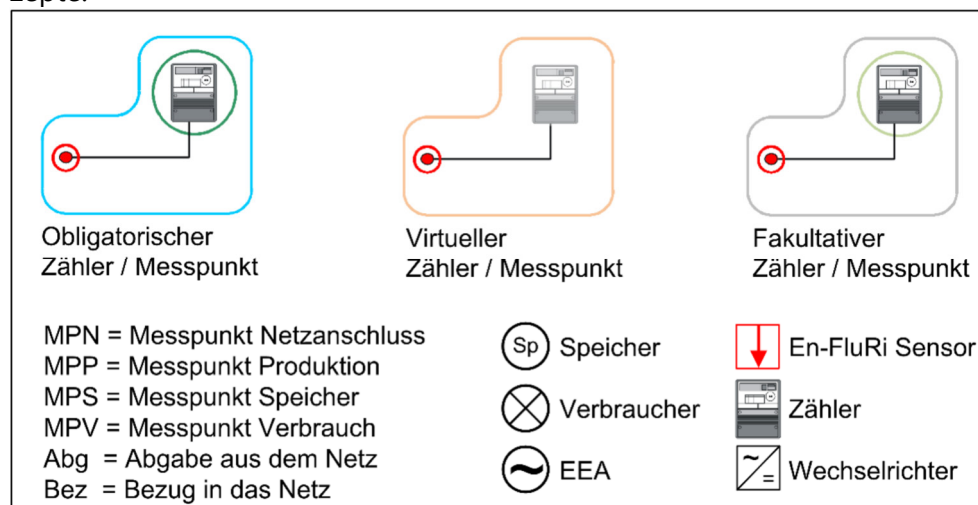 Obligatorischer
Zähler / Messpunkt
Virtueller
Zähler / Messpunkt
Fakultativer
Zähler / Messpunkt
MPN = Messpunkt Netzanschluss
MPP = Messpunkt Produktion
MPS = Messpunkt Speicher
MPV = Messpunkt Verbrauch
Abg = Abgabe aus dem Netz
Bez = Bezug in das Netz
Sp Speicher
Verbraucher
EEA
En-FluRi Sensor
Zähler
Wechselrichter